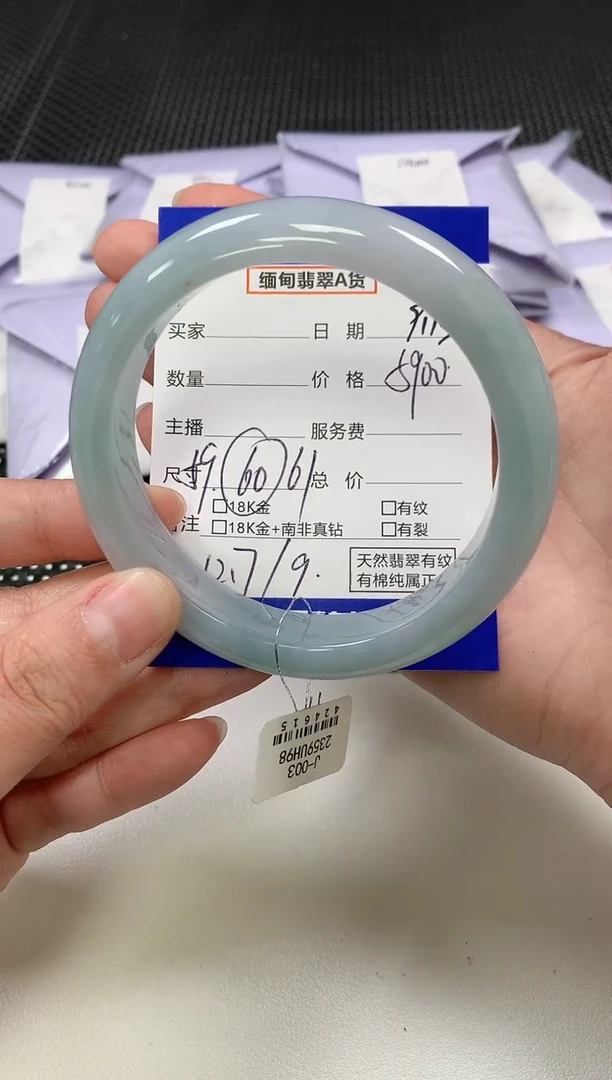 缅甸翡翠A货
买家 日 期
数量 价 格 5900
主播 服务费
尺寸 59. 60 61 总 价
□18K金 □有纹
注 □18K金+南非真钻 □有裂
12.7/9.
天然翡翠有纹
有棉纯属正
424615
2359UH98
J-003